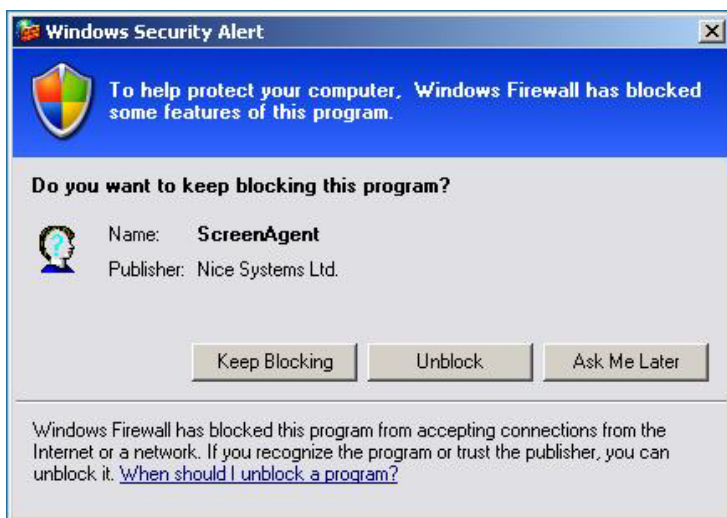 Windows Security Alert
To help protect your computer, Windows Firewall has blocked
some features of this program.
Do you want to keep blocking this program?
Name: ScreenAgent
Publisher: Nice Systems Ltd.
Keep Blocking Unblock Ask Me Later
Windows Firewall has blocked this program from accepting connections from the
Internet or a network. If you recognize the program or trust the publisher, you can
unblock it. When should I unblock a program?